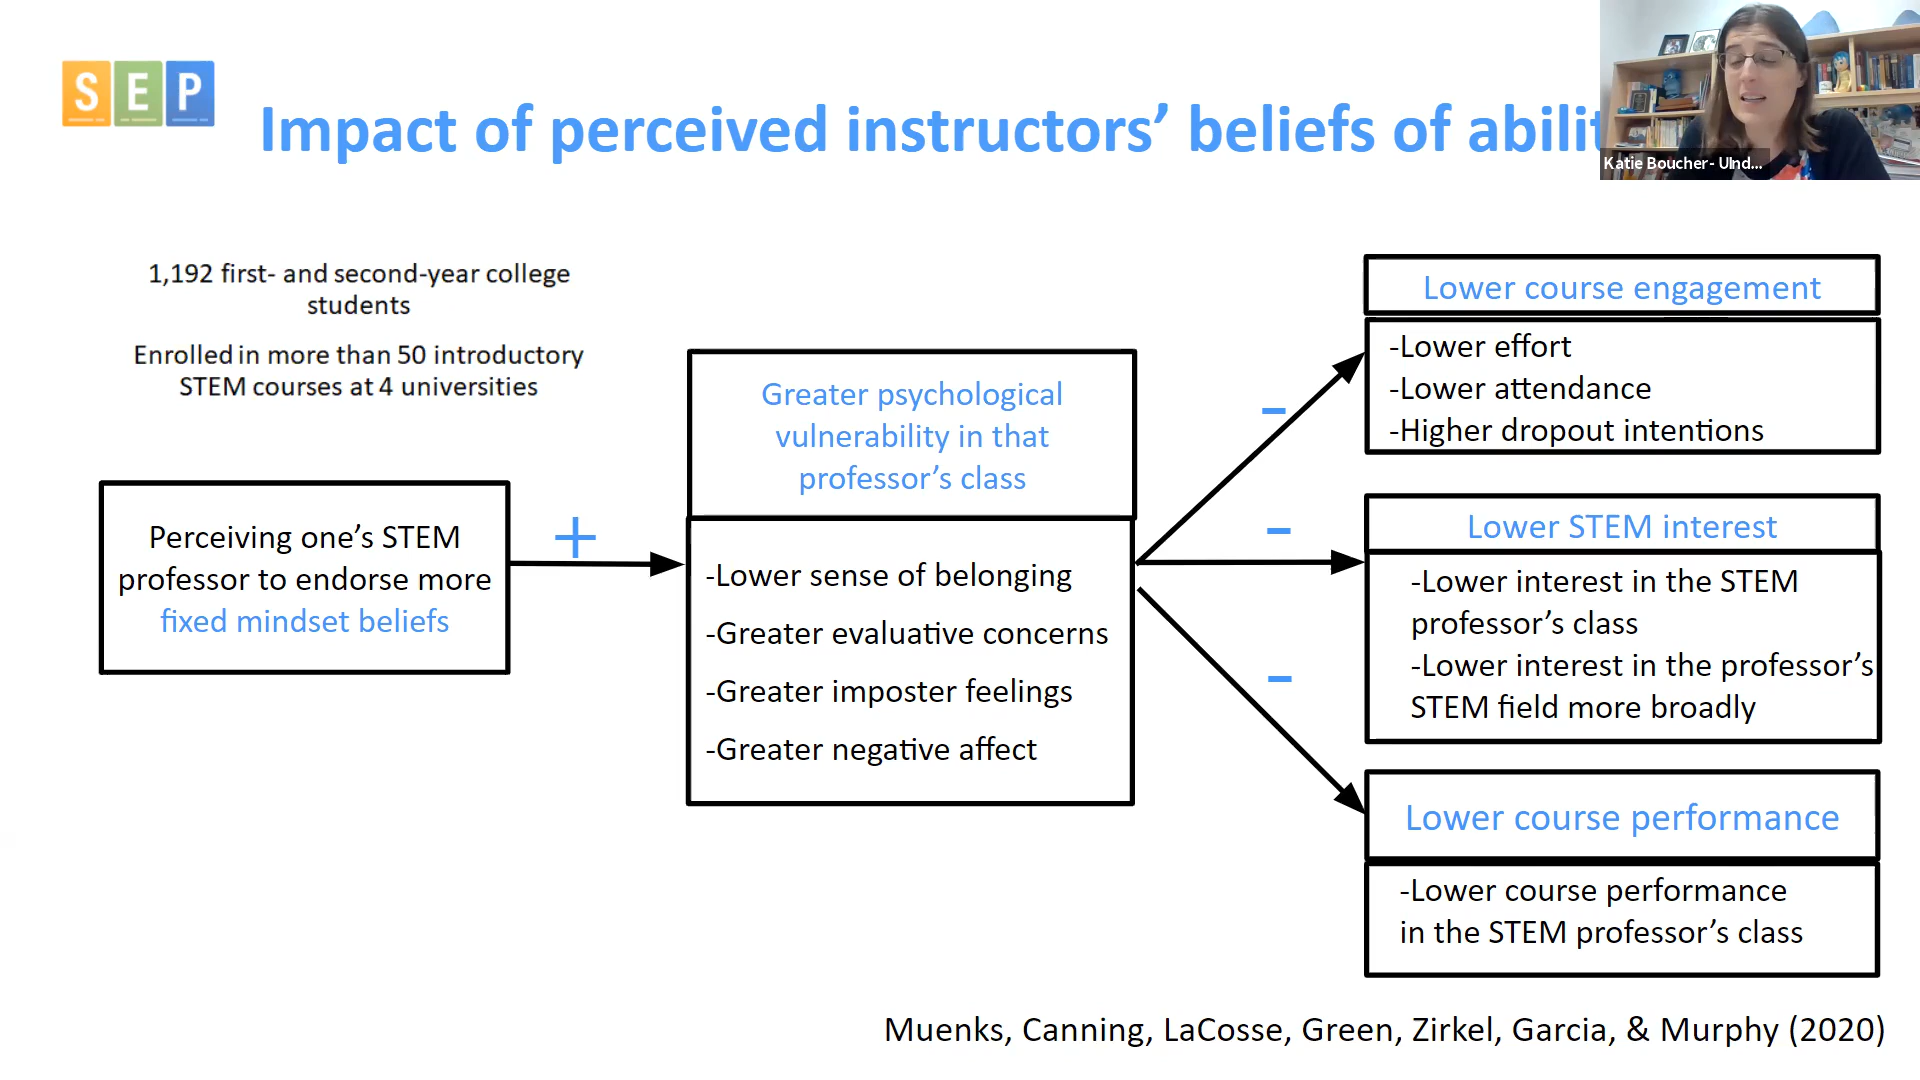 SEP
Impact of perceived instructors’ beliefs of abilit
Katie Boucher- UInd...
1,192 first- and second-year college
students
Enrolled in more than 50 introductory
STEM courses at 4 universities
Perceiving one’s STEM
professor to endorse more
fixed mindset beliefs
+
Greater psychological
vulnerability in that
professor’s class
-Lower sense of belonging
-Greater evaluative concerns
-Greater imposter feelings
-Greater negative affect
-
-
-
Lower course engagement
-Lower effort
-Lower attendance
-Higher dropout intentions
Lower STEM interest
-Lower interest in the STEM
professor’s class
-Lower interest in the professor’s
STEM field more broadly
Lower course performance
-Lower course performance
in the STEM professor’s class
Muenks, Canning, LaCosse, Green, Zirkel, Garcia, & Murphy (2020)